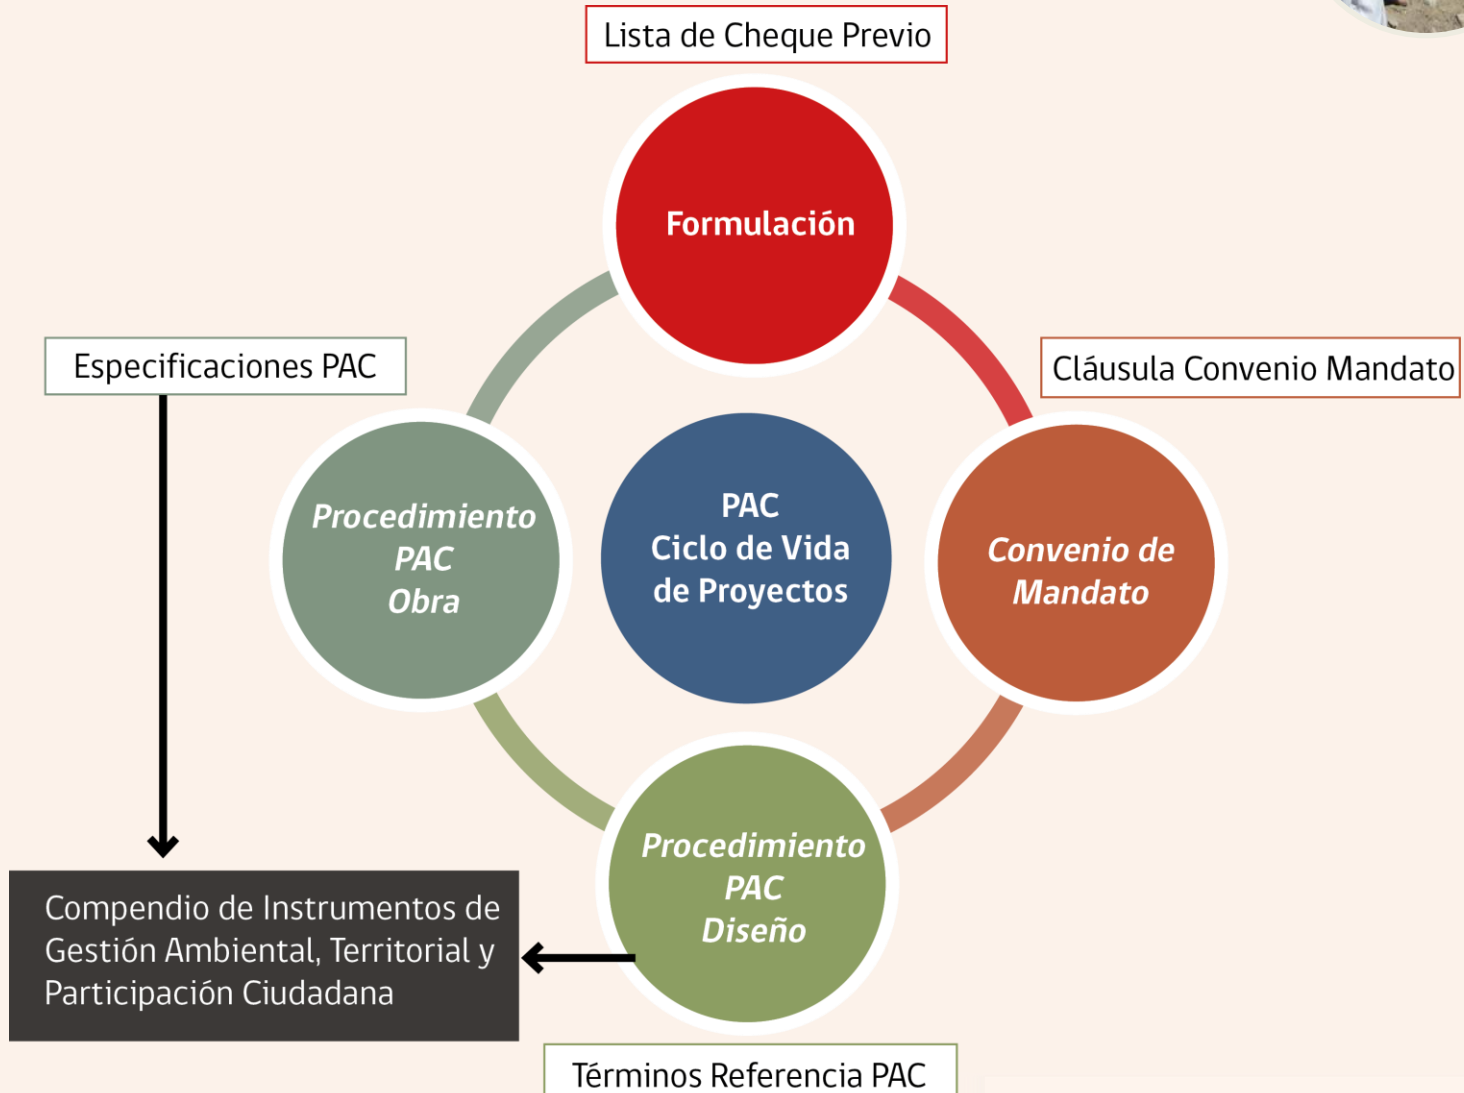 Lista de Cheque Previo
Formulación
Especificaciones PAC
Cláusula Convenio Mandato
Procedimiento
PAC
Obra
PAC
Ciclo de Vida
de Proyectos
Convenio de
Mandato
Procedimiento
PAC
Diseño
Compendio de Instrumentos de
Gestión Ambiental, Territorial y
Participación Ciudadana
Términos Referencia PAC